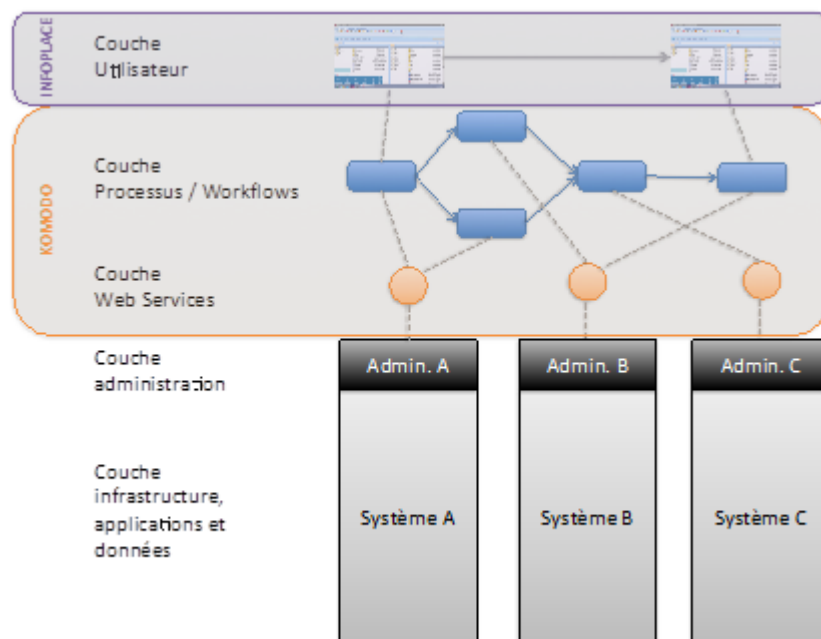 INFOPLACE
Couche
Utilisateur
KOMODO
Couche
Processus / Workflows
Couche
Web Services
Couche
administration
Admin. A
Admin. B
Admin. C
Couche
infrastructure,
applications et
données
Système A
Système B
Système C